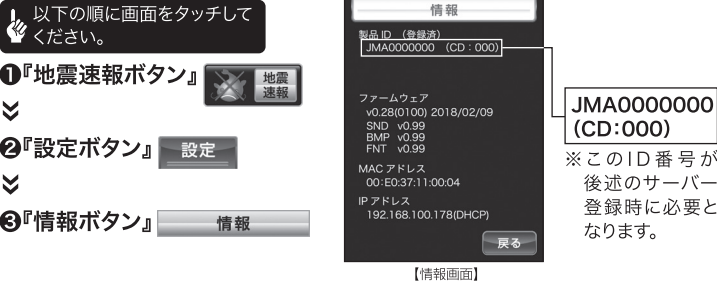 以下の順に画面をタッチして
ください。
❶『地震速報ボタン』
地震
速報
❷『設定ボタン』
設定
❸『情報ボタン』
情報
情報
製品 ID （登録済）
JMA0000000 （CD：000）
ファームウェア
v0.28(0100) 2018/02/09
SND v0.99
BMP v0.99
FNT v0.99
MAC アドレス
00:E0:37:11:00:04
IP アドレス
192.168.100.178(DHCP)
戻る
【情報画面】
JMA0000000
（CD：000）
※このID番号が
後述のサーバー
登録時に必要と
なります。